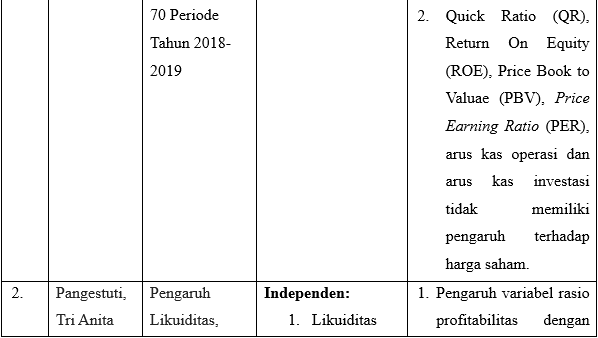 70 Periode
Tahun 2018-
2019
2. Quick Ratio (QR),
Return On Equity
(ROE), Price Book to
Valuae (PBV), Price
Earning Ratio (PER),
arus kas operasi dan
arus kas investasi
tidak memiliki
pengaruh terhadap
harga saham.
2. Pangestuti, Pengaruh Independen: 1. Pengaruh variabel rasio
Tri Anita Likuiditas, 1. Likuiditas profitabilitas dengan